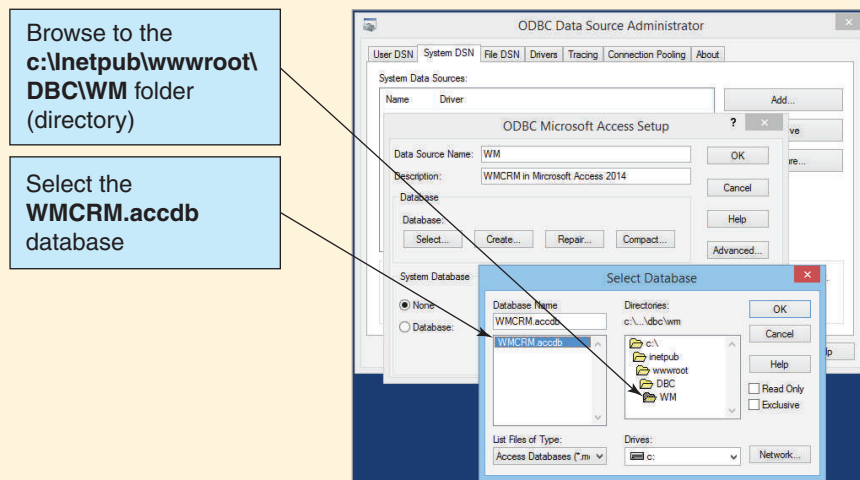 Browse to the
c:\Inetpub\wwwroot\
DBC\WM folder
(directory)
Select the
WMCRM.accdb
database
ODBC Data Source Administrator
User DSN System DSN File DSN Drivers Tracing Connection Pooling About
System Data Sources:
Name Driver
Add...
ODBC Microsoft Access Setup ?
Data Source Name: WM
OK
Description: WMCRM in Mircrosoft Access 2014
Cancel
Database
Database:
Help
Select... Create... Repair... Compact...
Advanced...
System Database
None
Database:
Select Database
Database Name
WMCRM.accdb
WMCRM.accdb
Directories:
c:\...\dbc\wm
c:\
inetpub
wwwroot
DBC
WM
OK
Cancel
Help
Read Only
Exclusive
List Files of Type:
Access Databases (*.m
Drives:
c:
Network...